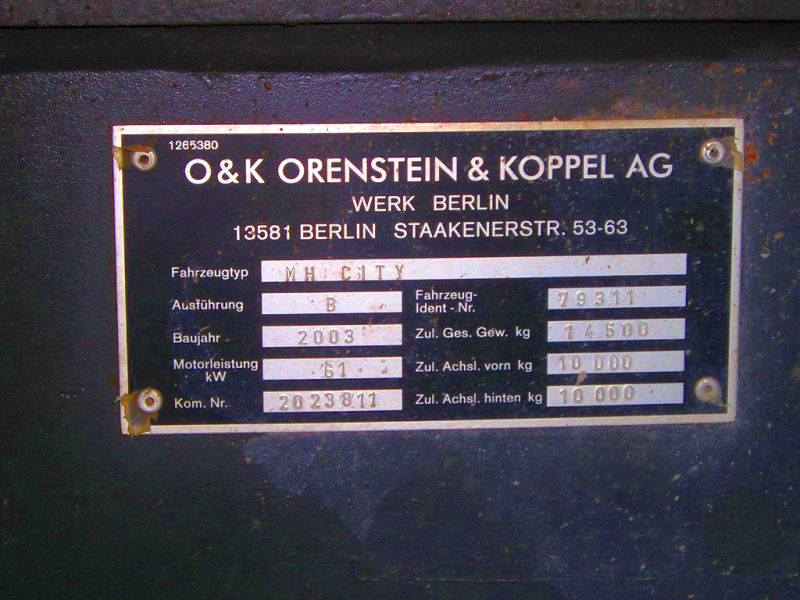 1265380
O&K ORENSTEIN & KOPPEL AG
WERK BERLIN
13581 BERLIN STAAKENERSTR. 53-63
Fahrzeugtyp MH CITY
Ausführung B
Fahrzeug-Ident-Nr. 79311
Baujahr 2003
Zul. Ges. Gew. kg 14500
Motorleistung kW 61
Zul. Achsl. vorn kg 10 000
Kom. Nr. 2023811
Zul. Achsl. hinten kg 10 000